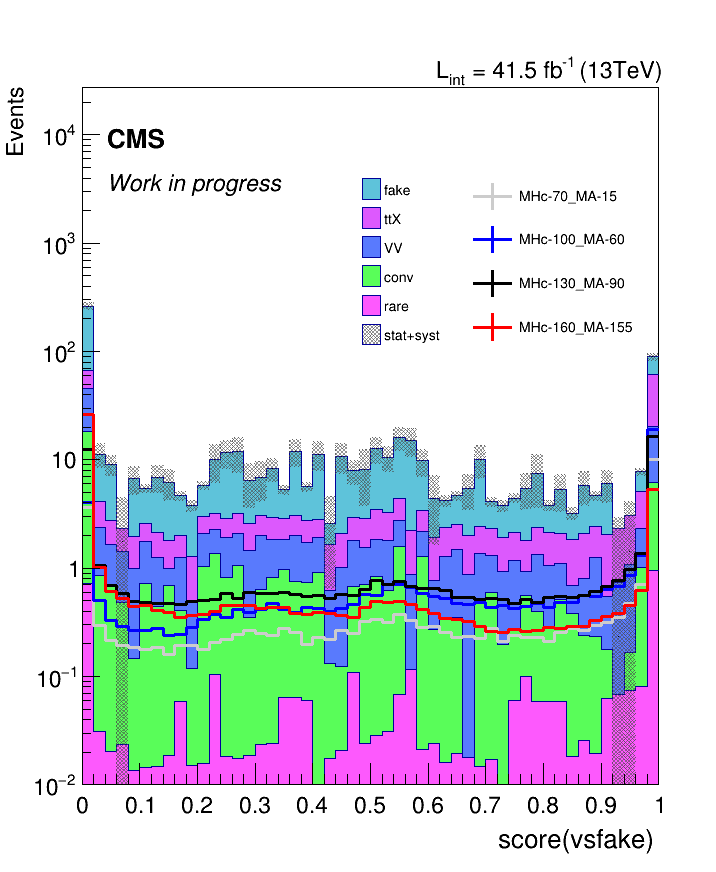 L_int = 41.5 fb^-1 (13TeV)
Events
CMS
Work in progress
fake
ttX
VV
conv
rare
stat+syst
MHc-70_MA-15
MHc-100_MA-60
MHc-130_MA-90
MHc-160_MA-155
10^4
10^3
10^2
10
1
10^−1
10^−2
0 0.1 0.2 0.3 0.4 0.5 0.6 0.7 0.8 0.9 1
score(vsfake)